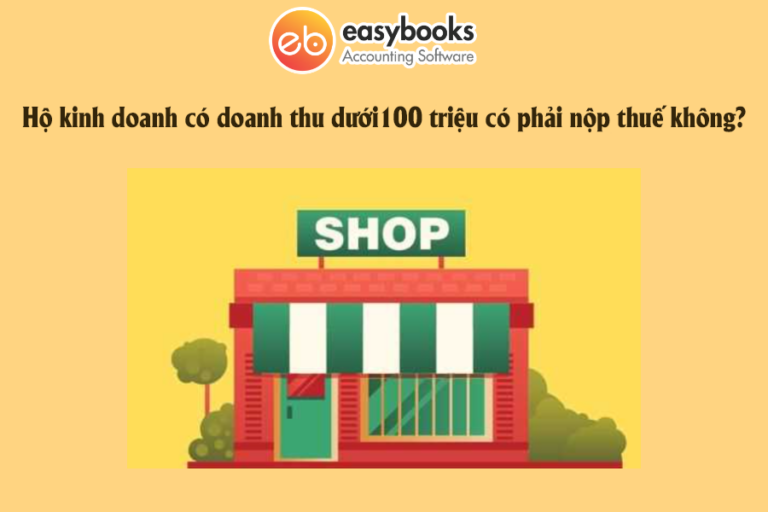 eb easybooks
Accounting Software
Hộ kinh doanh có doanh thu dưới100 triệu có phải nộp thuế không?
SHOP